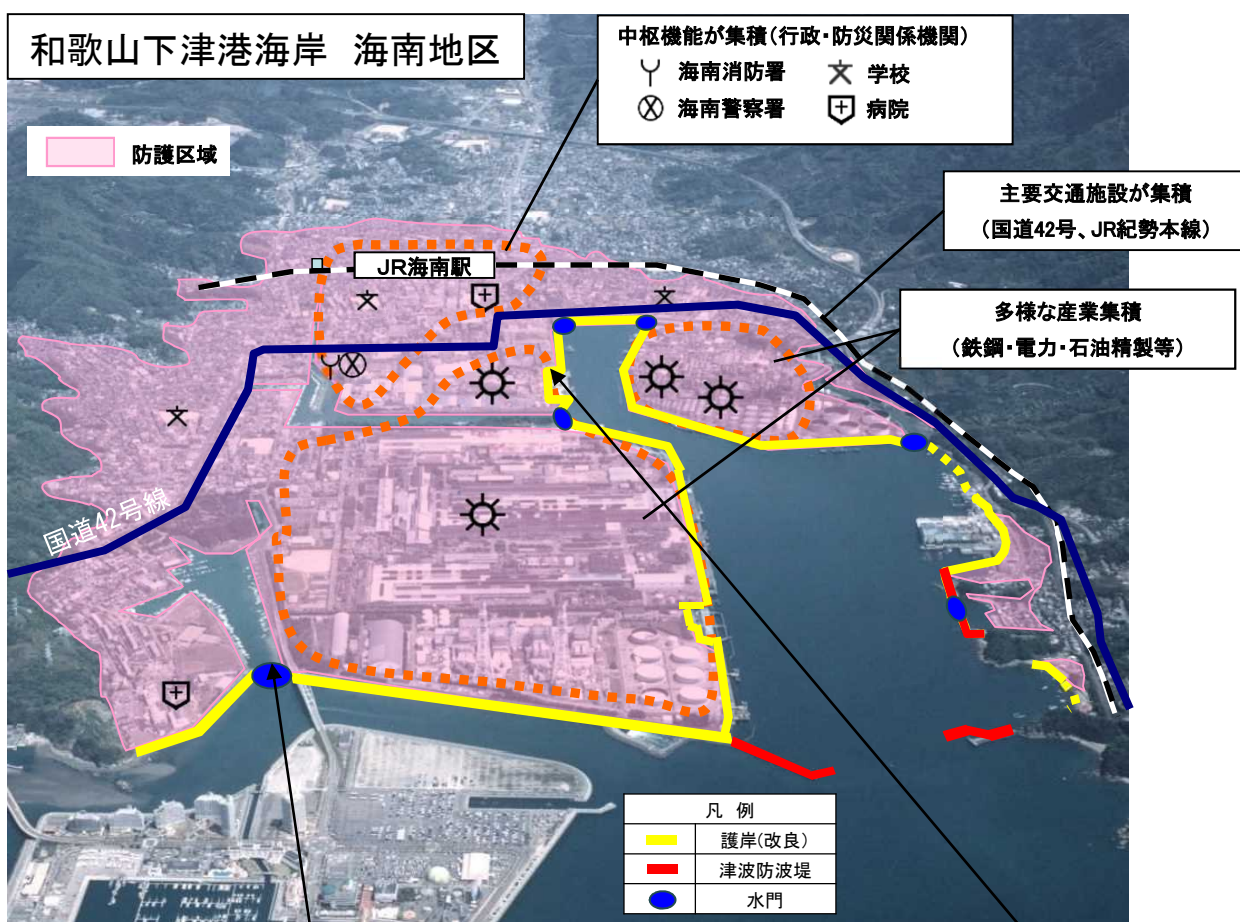 和歌山下津港海岸 海南地区
中枢機能が集積(行政・防災関係機関)
海南消防署
学校
海南警察署
病院
防護区域
主要交通施設が集積
(国道42号、JR紀勢本線)
JR海南駅
多様な産業集積
(鉄鋼・電力・石油精製等)
国道42号線
凡 例
護岸(改良)
津波防波堤
水門